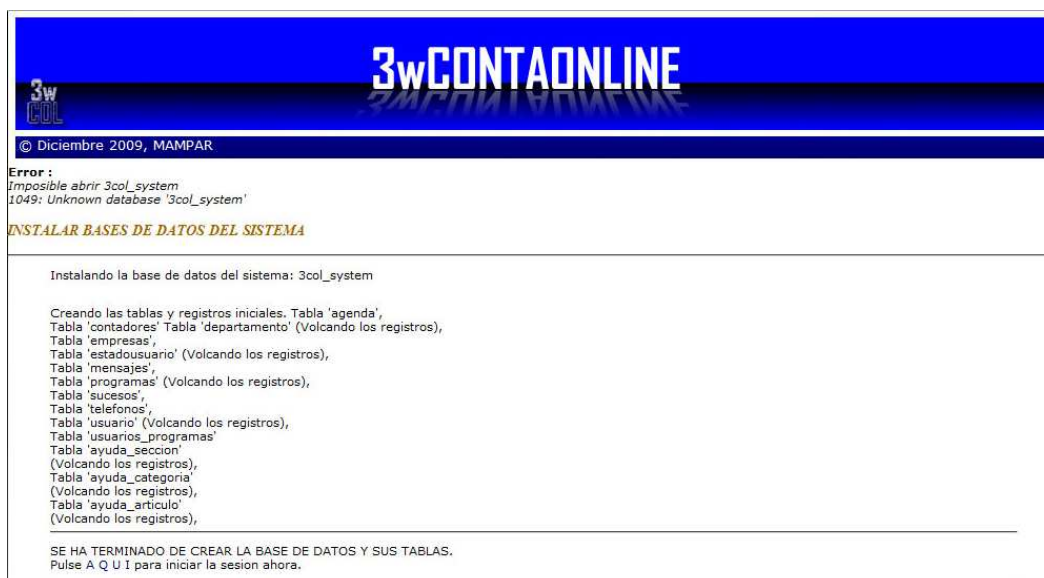 3wCONTAONLINE
3w
COL
© Diciembre 2009, MAMPAR
Error :
Imposible abrir 3col_system
1049: Unknown database '3col_system'
INSTALAR BASES DE DATOS DEL SISTEMA
Instalando la base de datos del sistema: 3col_system
Creando las tablas y registros iniciales. Tabla 'agenda',
Tabla 'contadores' Tabla 'departamento' (Volcando los registros),
Tabla 'empresas',
Tabla 'estadousuario' (Volcando los registros),
Tabla 'mensajes',
Tabla 'programas' (Volcando los registros),
Tabla 'sucesos',
Tabla 'telefonos',
Tabla 'usuario' (Volcando los registros),
Tabla 'usuarios_programas'
Tabla 'ayuda_seccion'
(Volcando los registros),
Tabla 'ayuda_categoria'
(Volcando los registros),
Tabla 'ayuda_articulo'
(Volcando los registros),
SE HA TERMINADO DE CREAR LA BASE DE DATOS Y SUS TABLAS.
Pulse A Q U I para iniciar la sesion ahora.